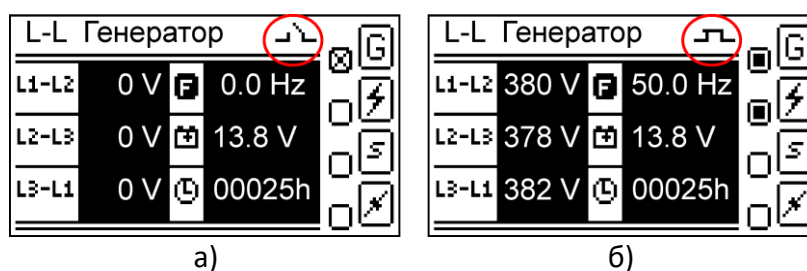 L-L Генератор
G
L1-L2 0 V F 0.0 Hz
L2-L3 0 V 13.8 V
S
L3-L1 0 V 00025h
а)
L-L Генератор
G
L1-L2 380 V F 50.0 Hz
L2-L3 378 V 13.8 V
S
L3-L1 382 V 00025h
б)